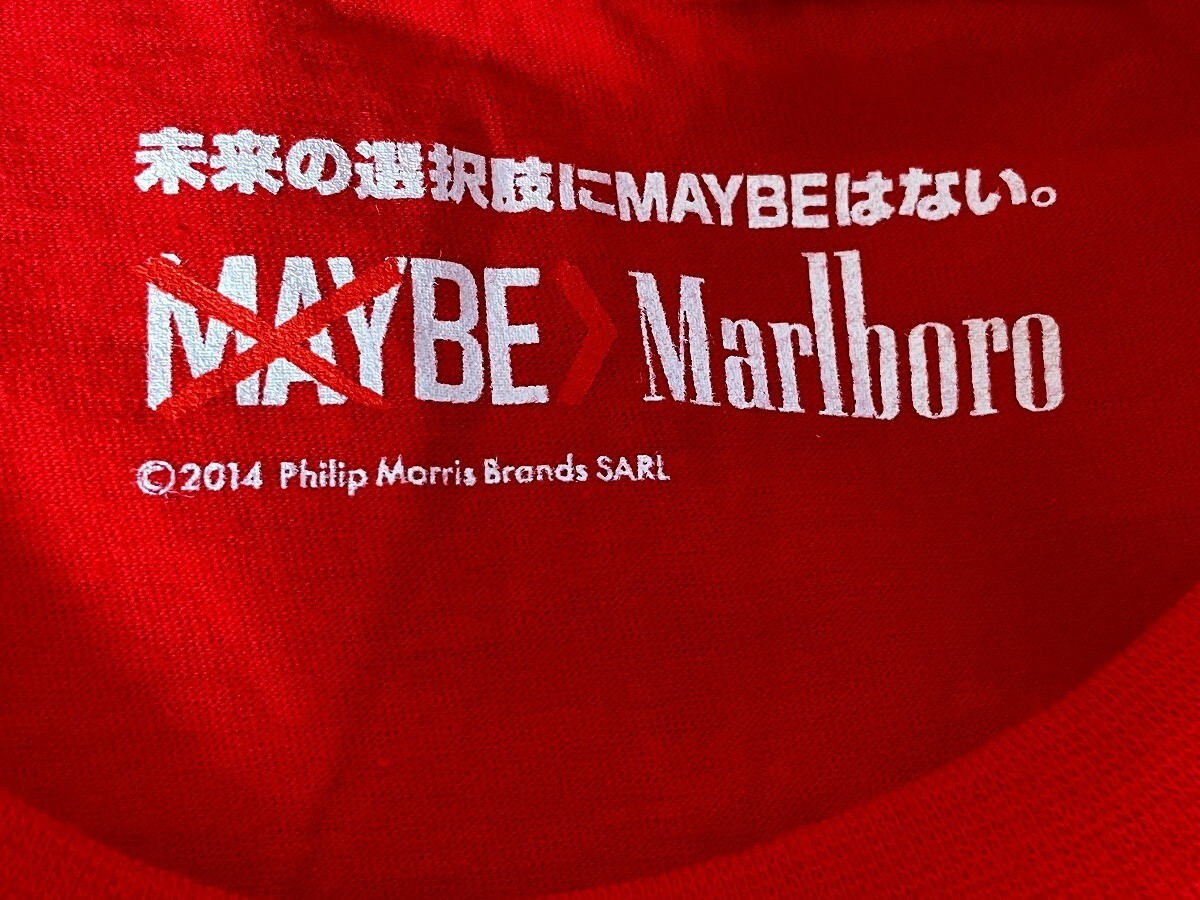 未来の選択肢にMAYBEはない。
MAYBE > Marlboro
©2014 Philip Morris Brands SARL